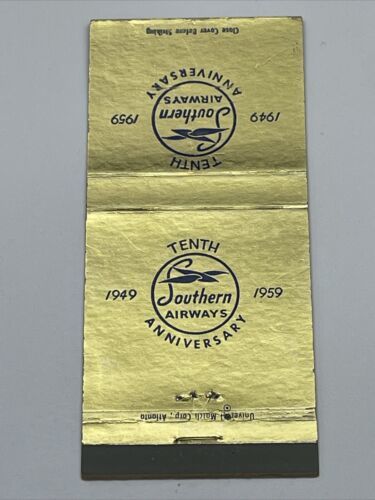 Close Cover Before Striking
TENTH
1949 Southern 1959
AIRWAYS
ANNIVERSARY
TENTH
1949 Southern 1959
AIRWAYS
ANNIVERSARY
Match Corp., Atlanta